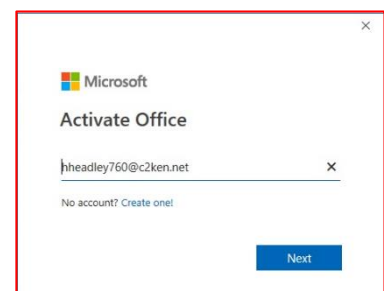 Microsoft
Activate Office
hheadley760@c2ken.net
No account? Create one!
Next